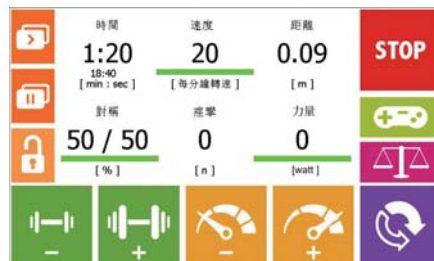 時間 速度 距離
1:20 20 0.09 STOP
18:40
[ min : sec ] [ 每分鐘轉速 ] [ m ]
對稱 痙攣 力量
50 / 50 0 0
[ % ] [ n ] [watt ]
− + − +